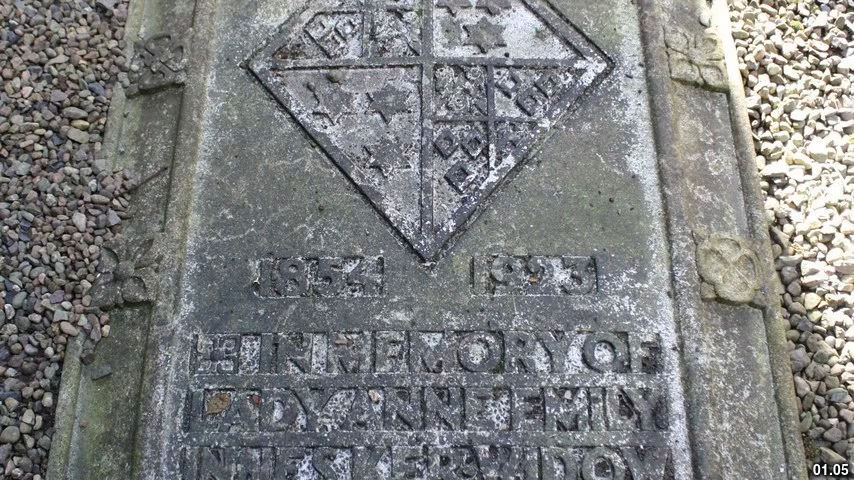 1854 1923
IN MEMORY OF
LADY ANNE EMILY
INNES KER WIDOW
01.05